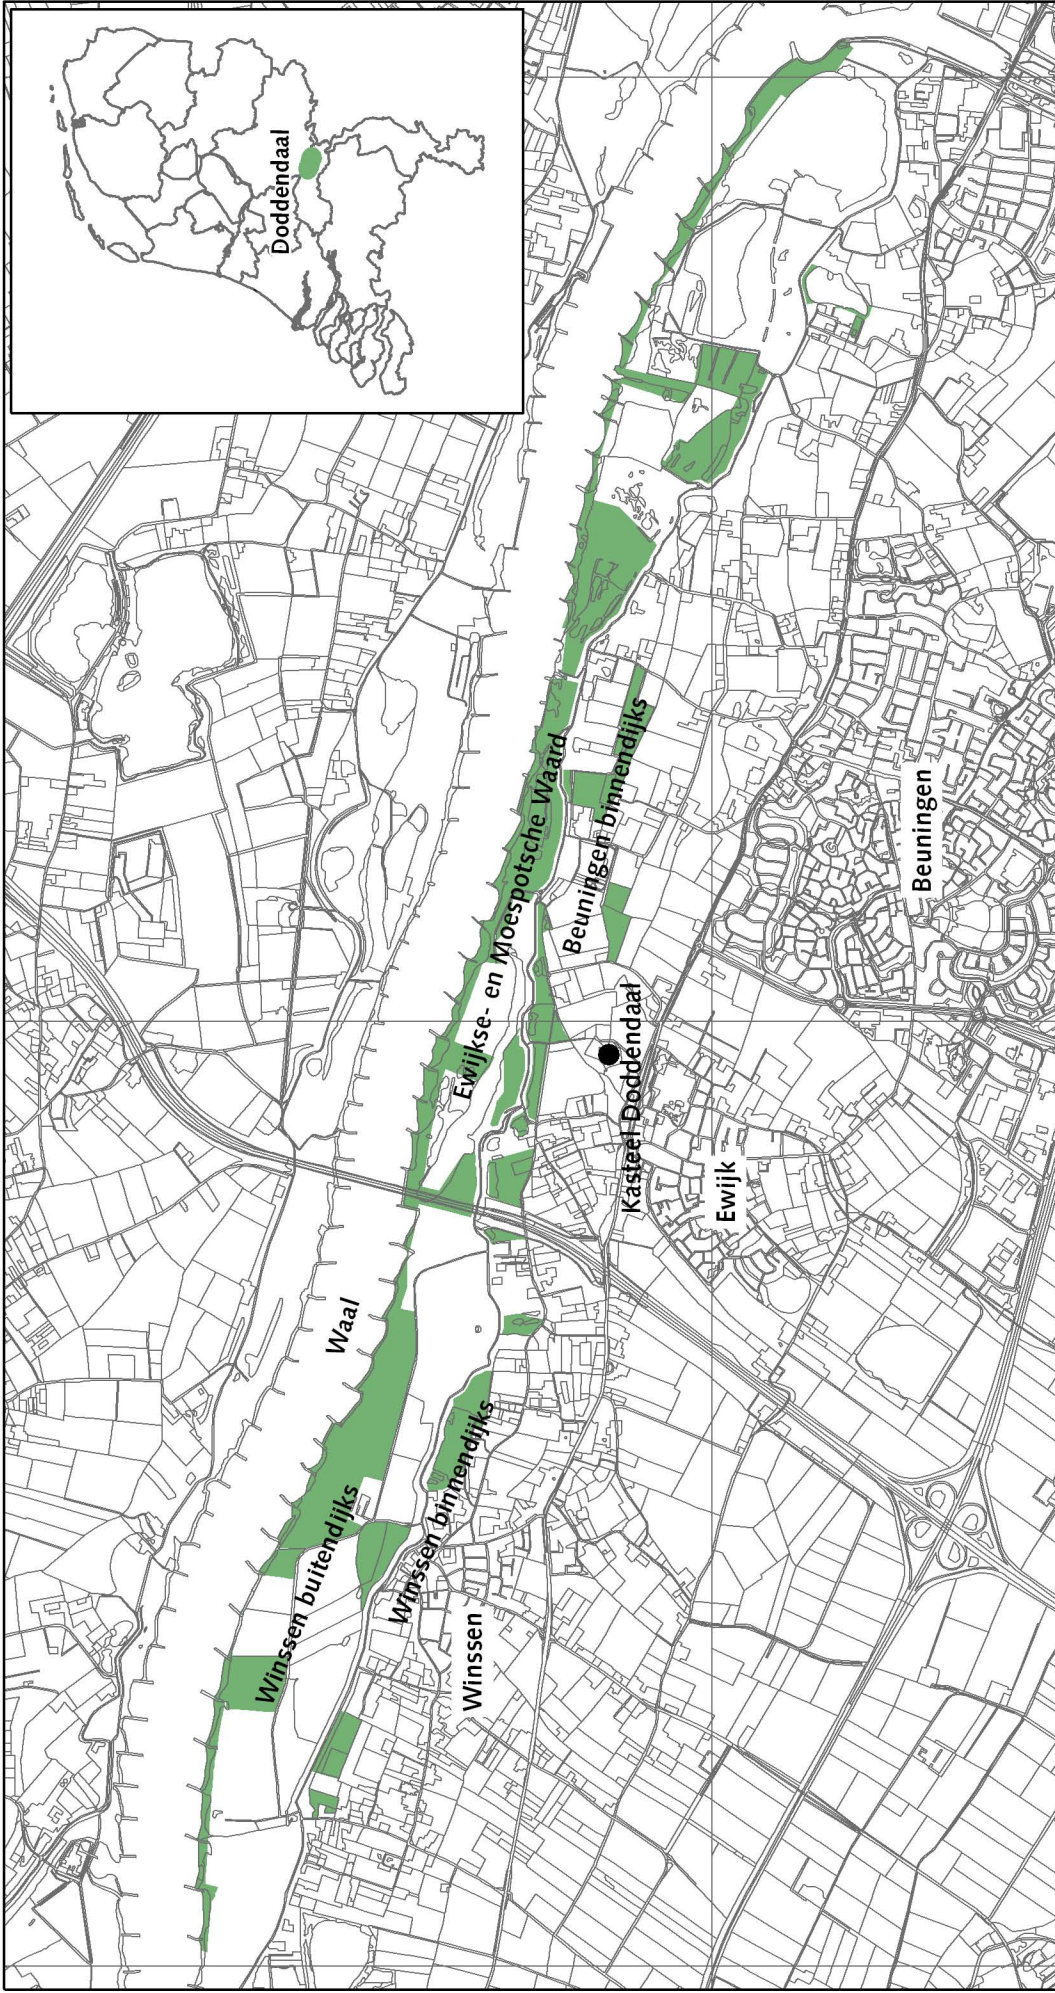 Doddendaal
Waal
Winssen buitendijks
Winssen binnendijks
Winssen
Ewijkse- en Moespotsche Waard
Beuningen binnendijks
Kasteel Doddendaal
Ewijk
Beuningen